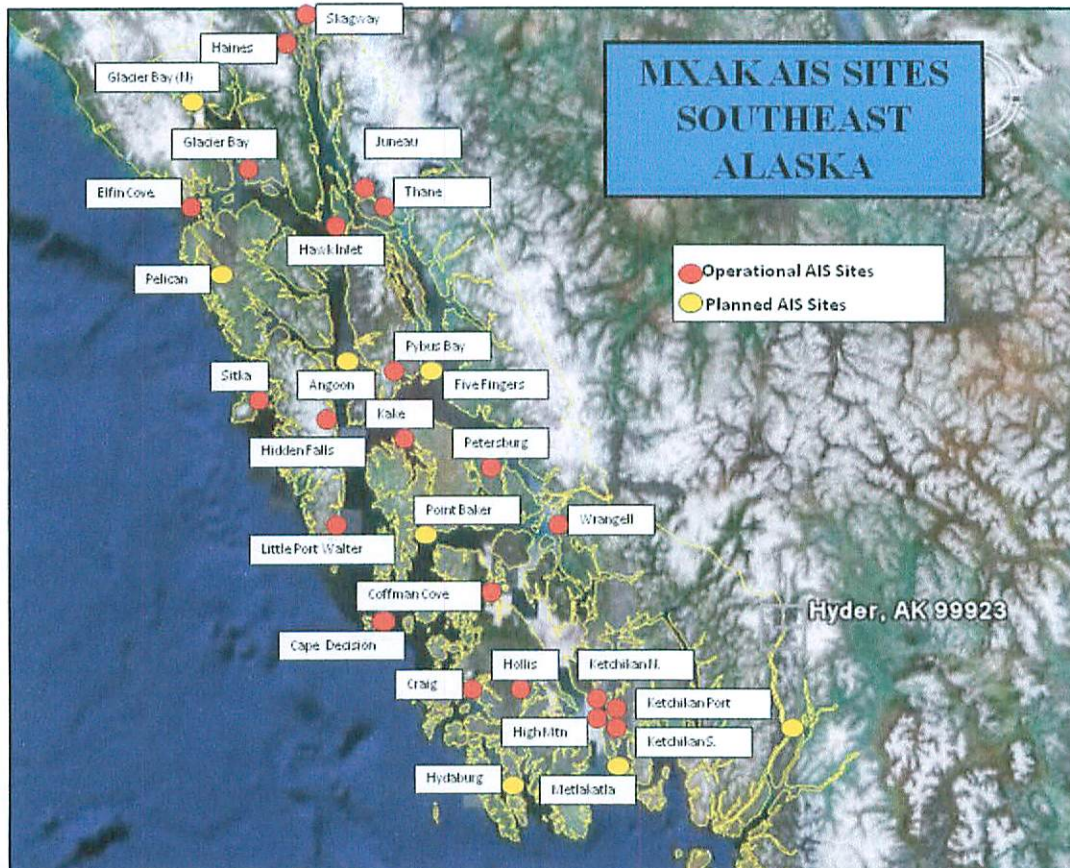 Skagway
Haines
Glacier Bay (N)
MXAK AIS SITES
SOUTHEAST
ALASKA
Glacier Bay
Juneau
Elfin Cove
Thane
Hawk Inlet
Operational AIS Sites
Pelican
Planned AIS Sites
Pybus Bay
Sitka
Angoon
Five Fingers
Kake
Hidden Falls
Petersburg
Point Baker
Wrangell
Little Port Walter
Coffman Cove
Hyder, AK 99923
Cape Decision
Hollis
Ketchikan N.
Craig
Ketchikan Port
High Mtn
Ketchikan S.
Hydaburg
Metlakatla